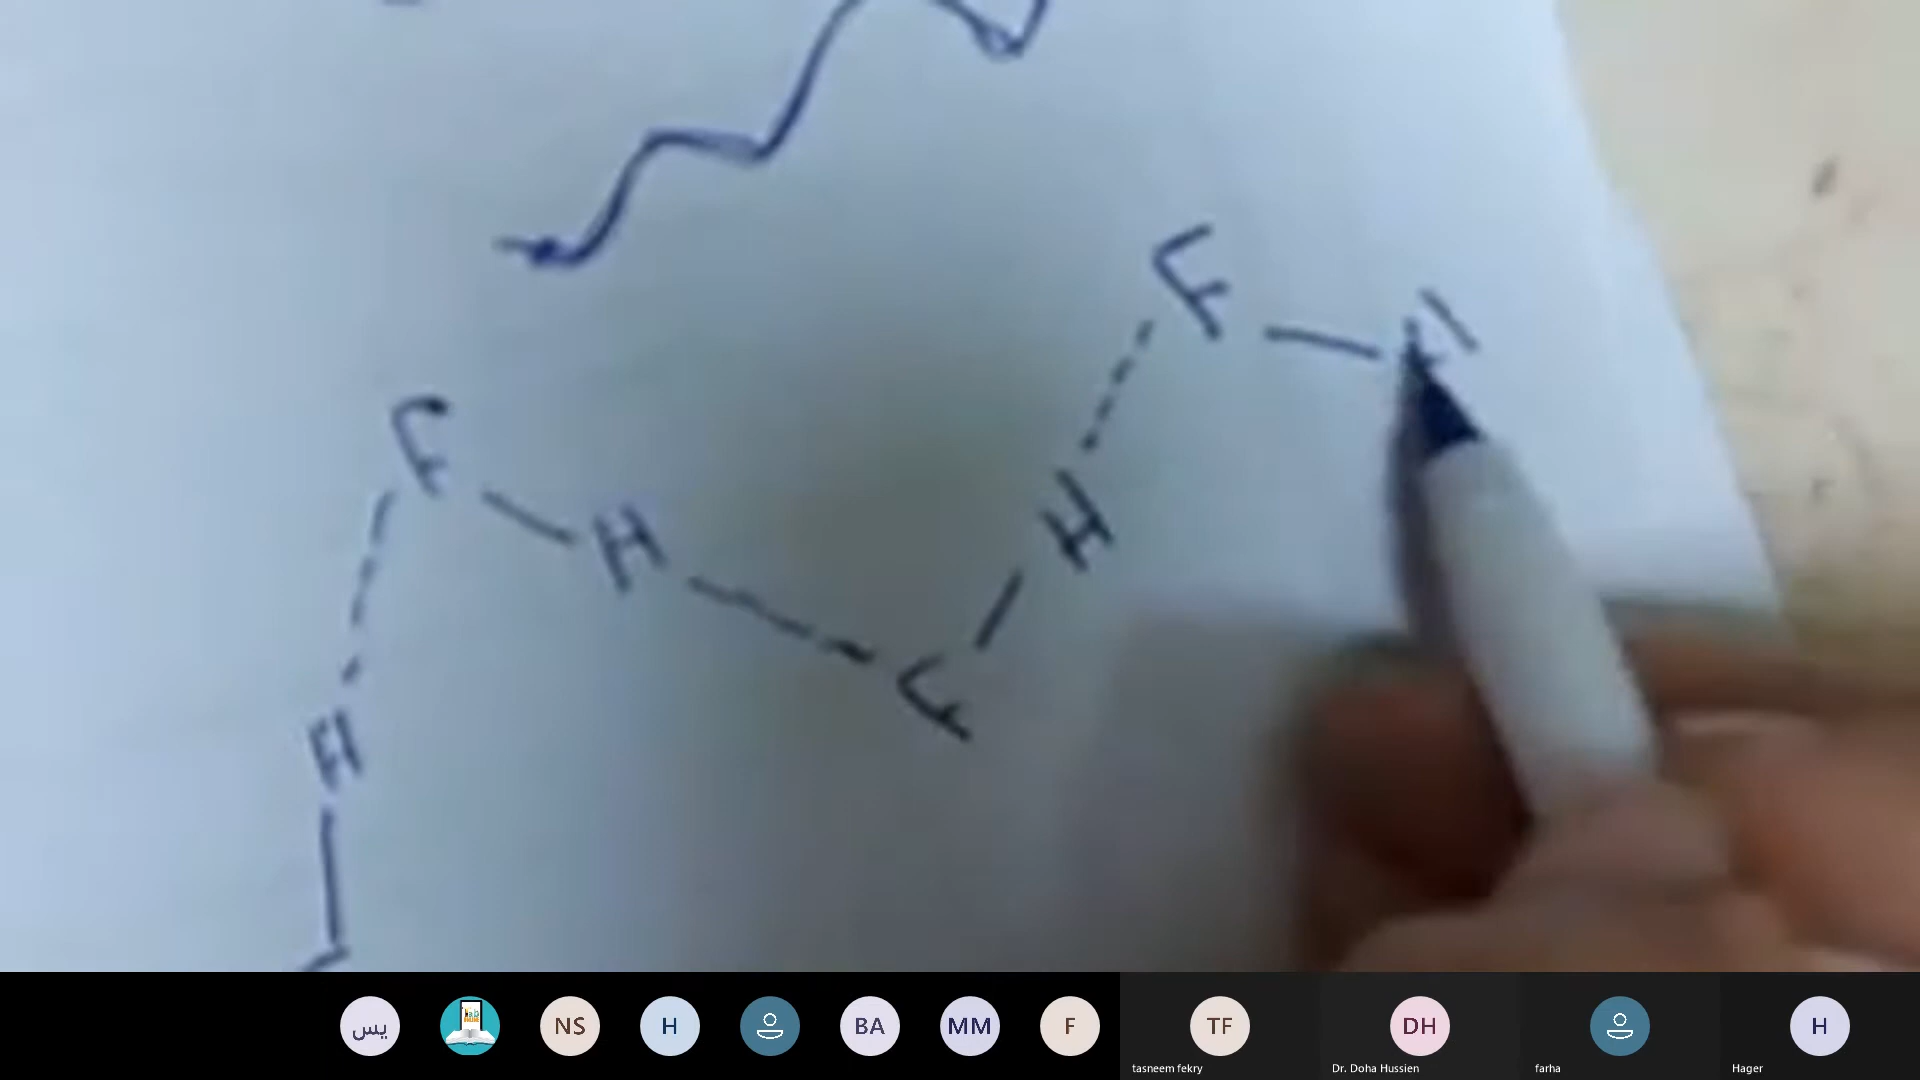 F
H
F
F
H
F
H
يس
NS
H
BA
MM
F
TF
DH
H
tasneem fekry
Dr. Doha Hussien
farha
Hager